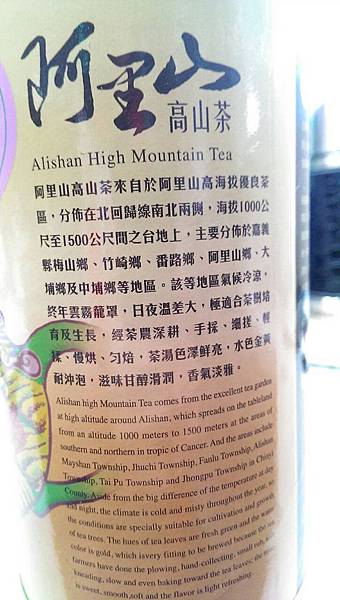 阿里山
高山茶
Alishan High Mountain Tea
阿里山高山茶來自於阿里山高海拔優良茶
區，分佈在北回歸線南北兩側，海拔1000公
尺至1500公尺間之台地上，主要分佈於嘉義
縣梅山鄉、竹崎鄉、番路鄉、阿里山鄉、大
埔鄉及中埔鄉等地區。該等地區氣候冷涼，
終年雲霧籠罩，日夜温差大，極適合茶樹培
育及生長，經茶農深耕、手採、細搓、輕
揉、慢烘、勻焙，茶湯色澤鮮亮，水色金黃
耐沖泡，滋味甘醇滑潤，香氣淡雅。
Alishan high Mountain Tea comes from the excellent tea garden
at high altitude around Alishan, which spreads on the tableland
from an altitude 1000 meters to 1500 meters at the areas of
southern and northern in tropic of Cancer. And the areas include
Mayshan Township, Jhuchi Township, Fanlu Township, Alishan
Township, Tai Pu Township and Jhongpu Township in Chiayi
County. Aside from the big difference of the temperature at day
and night, the climate is cold and misty throughout the year, so
the conditions are specially suitable for cultivation and growth
of tea trees. The hues of tea leaves are fresh green and the water
color is gold, which isvery fitting to be brewed because the tea
farmers have done the plowing, hand-collecting, small rub,
kneading, slow and even baking toward the tea leaves; the
is sweet, smooth,soft and the flavor is light refreshing.